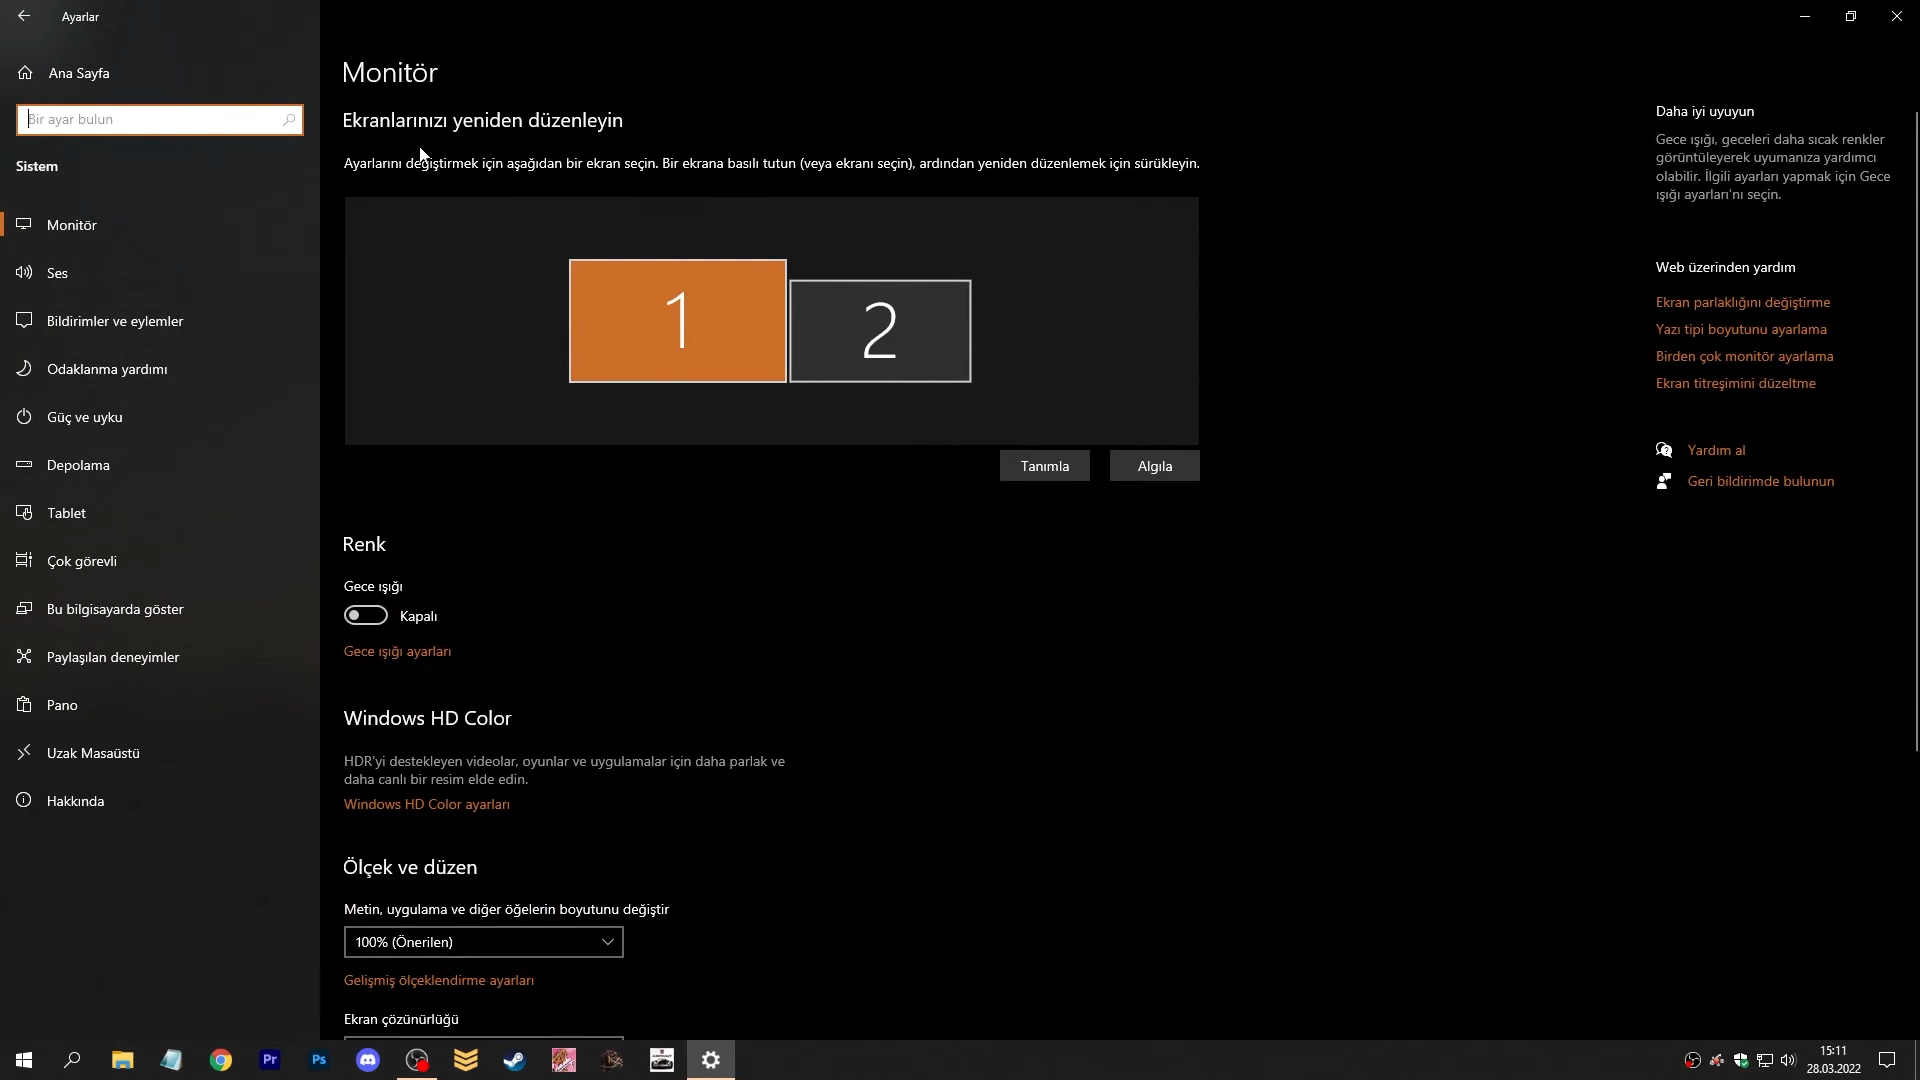 Ayarlar
Ana Sayfa
Bir ayar bulun
Sistem
Monitör
Ses
Bildirimler ve eylemler
Odaklanma yardımı
Güç ve uyku
Depolama
Tablet
Çok görevli
Bu bilgisayarda göster
Paylaşılan deneyimler
Pano
Uzak Masaüstü
Hakkında
Monitör
Ekranlarınızı yeniden düzenleyin
Ayarlarını değiştirmek için aşağıdan bir ekran seçin. Bir ekrana basılı tutun (veya ekranı seçin), ardından yeniden düzenlemek için sürükleyin.
1
2
Tanımla
Algıla
Renk
Gece ışığı
Kapalı
Gece ışığı ayarları
Windows HD Color
HDR'yi destekleyen videolar, oyunlar ve uygulamalar için daha parlak ve
daha canlı bir resim elde edin.
Windows HD Color ayarları
Ölçek ve düzen
Metin, uygulama ve diğer öğelerin boyutunu değiştir
100% (Önerilen)
Gelişmiş ölçeklendirme ayarları
Ekran çözünürlüğü
Daha iyi uyuyun
Gece ışığı, geceleri daha sıcak renkler
görüntüleyerek uyumanıza yardımcı
olabilir. İlgili ayarları yapmak için Gece
ışığı ayarları'nı seçin.
Web üzerinden yardım
Ekran parlaklığını değiştirme
Yazı tipi boyutunu ayarlama
Birden çok monitör ayarlama
Ekran titreşimini düzeltme
Yardım al
Geri bildirimde bulunun
Pr
Ps
15:11
28.03.2022